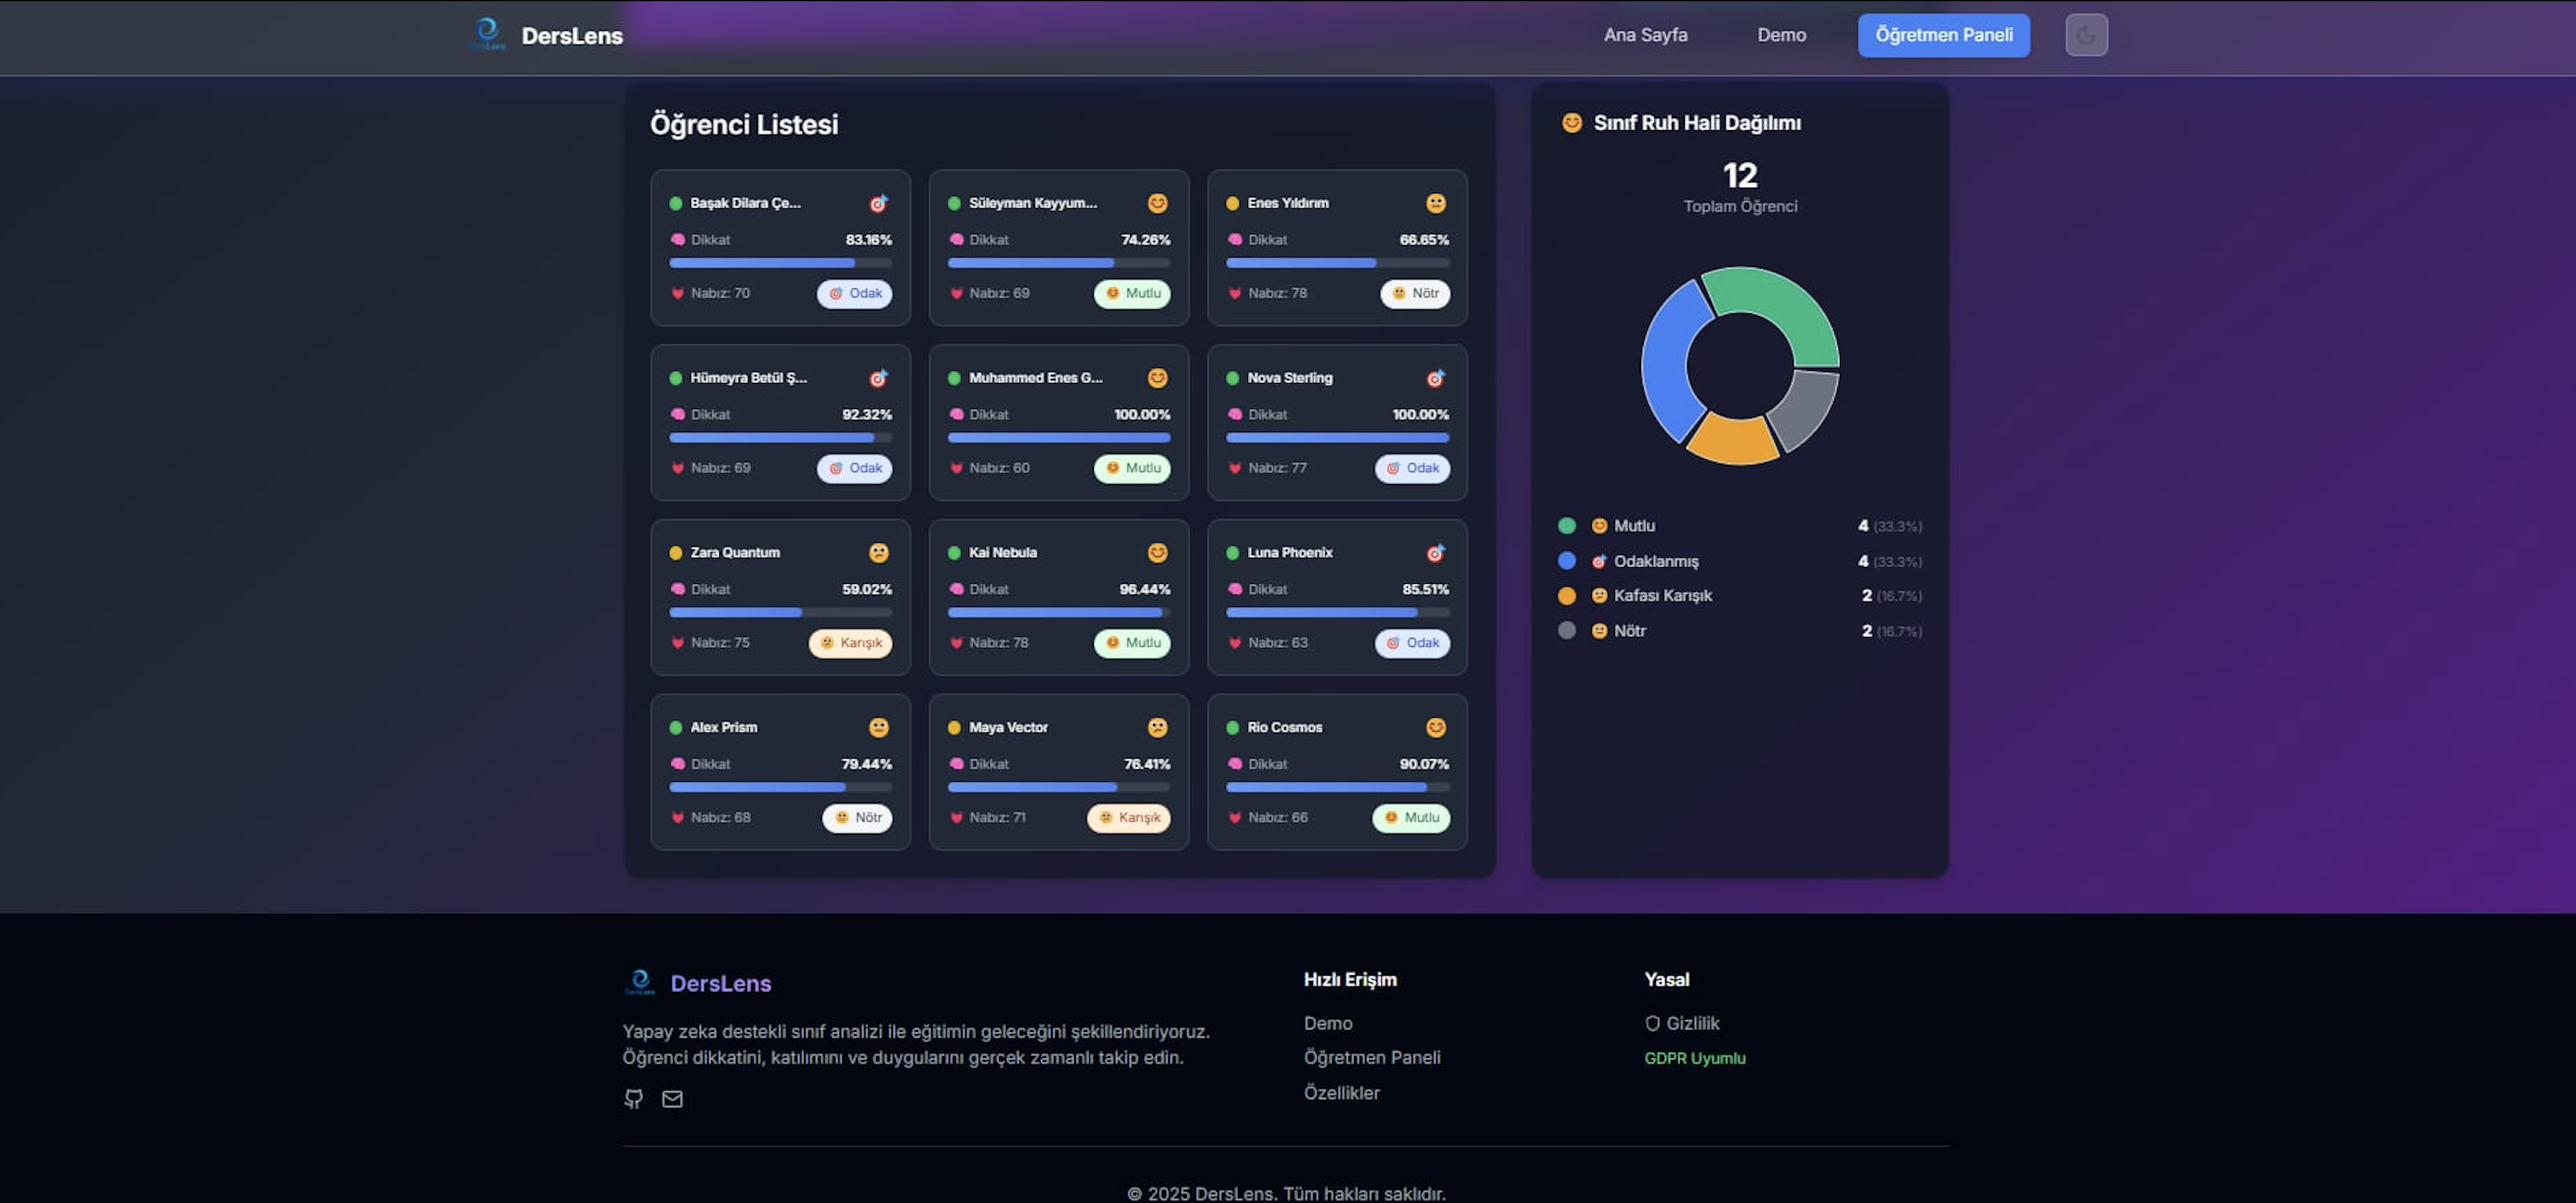 DersLens
Ana Sayfa
Demo
Öğretmen Paneli
Öğrenci Listesi
Başak Dilara Çe...
Dikkat 83.16%
Nabız: 70 Odak
Süleyman Kayyum...
Dikkat 74.26%
Nabız: 69 Mutlu
Enes Yıldırım
Dikkat 66.65%
Nabız: 78 Nötr
Hümeyra Betül Ş...
Dikkat 92.32%
Nabız: 69 Odak
Muhammed Enes G...
Dikkat 100.00%
Nabız: 60 Mutlu
Nova Sterling
Dikkat 100.00%
Nabız: 77 Odak
Zara Quantum
Dikkat 59.02%
Nabız: 75 Karışık
Kai Nebula
Dikkat 96.44%
Nabız: 78 Mutlu
Luna Phoenix
Dikkat 85.51%
Nabız: 63 Odak
Alex Prism
Dikkat 79.44%
Nabız: 68 Nötr
Maya Vector
Dikkat 76.41%
Nabız: 71 Karışık
Rio Cosmos
Dikkat 90.07%
Nabız: 66 Mutlu
Sınıf Ruh Hali Dağılımı
12
Toplam Öğrenci
Mutlu 4 (33.3%)
Odaklanmış 4 (33.3%)
Kafası Karışık 2 (16.7%)
Nötr 2 (16.7%)
DersLens
Yapay zeka destekli sınıf analizi ile eğitimin geleceğini şekillendiriyoruz.
Öğrenci dikkatini, katılımını ve duygularını gerçek zamanlı takip edin.
Hızlı Erişim
Demo
Öğretmen Paneli
Özellikler
Yasal
Gizlilik
GDPR Uyumlu
© 2025 DersLens. Tüm hakları saklıdır.